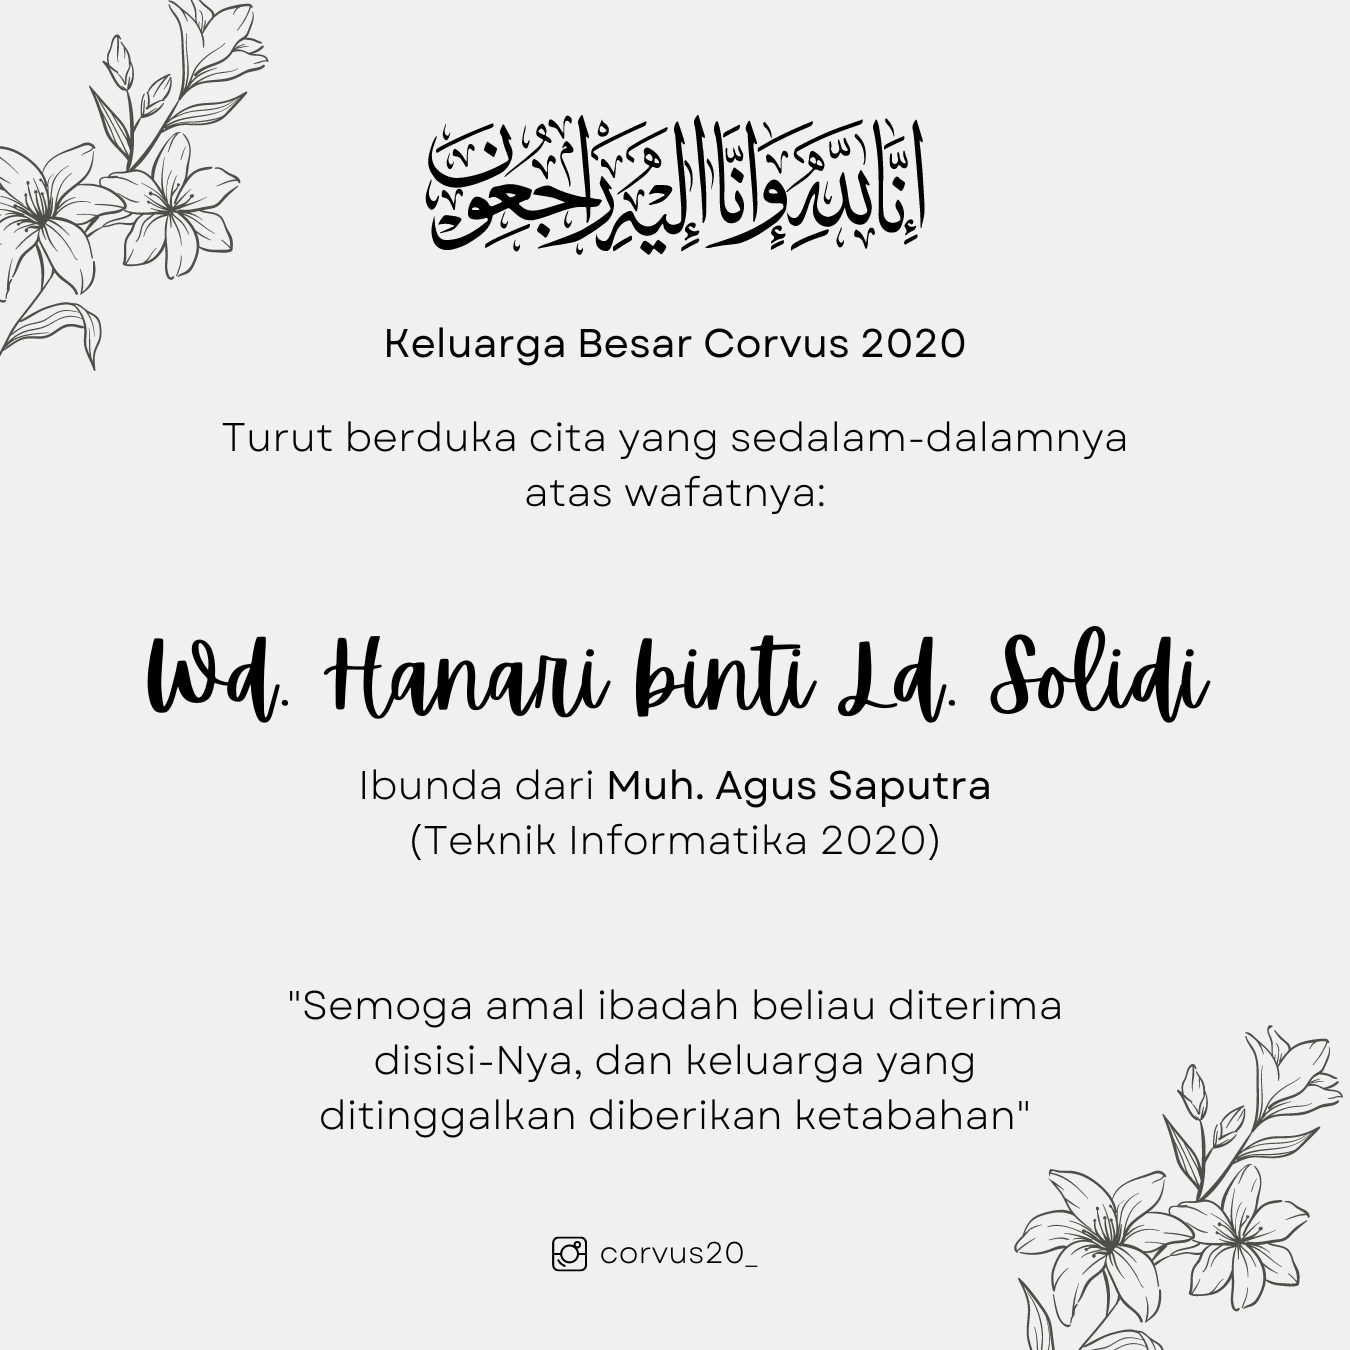 إِنَّا لِلَّٰهِ وَإِنَّا إِلَيْهِ رَاجِعُونَ
Keluarga Besar Corvus 2020
Turut berduka cita yang sedalam-dalamnya
atas wafatnya:
Wd. Hanari binti Ld. Solidi
Ibunda dari Muh. Agus Saputra
(Teknik Informatika 2020)
"Semoga amal ibadah beliau diterima
disisi-Nya, dan keluarga yang
ditinggalkan diberikan ketabahan"
corvus20_